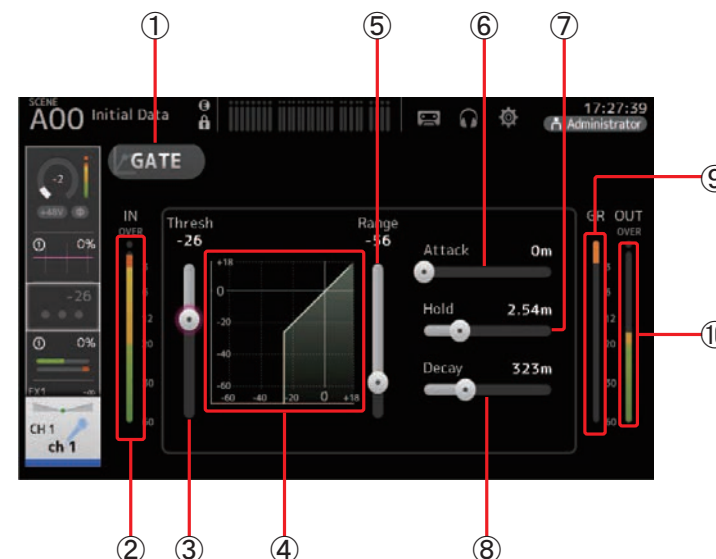 ① ⑤ ⑥ ⑦
SCENE
A00 Initial Data
E
17:27:39
Administrator
GATE
-2
+48V Φ
0%
-26
0%
FX1 -∞
CH 1
ch 1
IN
OVER
Thresh
-26
Range
-56
+18
0
-20
-40
-60
-60 -40 -20 0 +18
Attack 0m
Hold 2.54m
Decay 323m
GR OUT
OVER
⑨
② ③ ④ ⑧